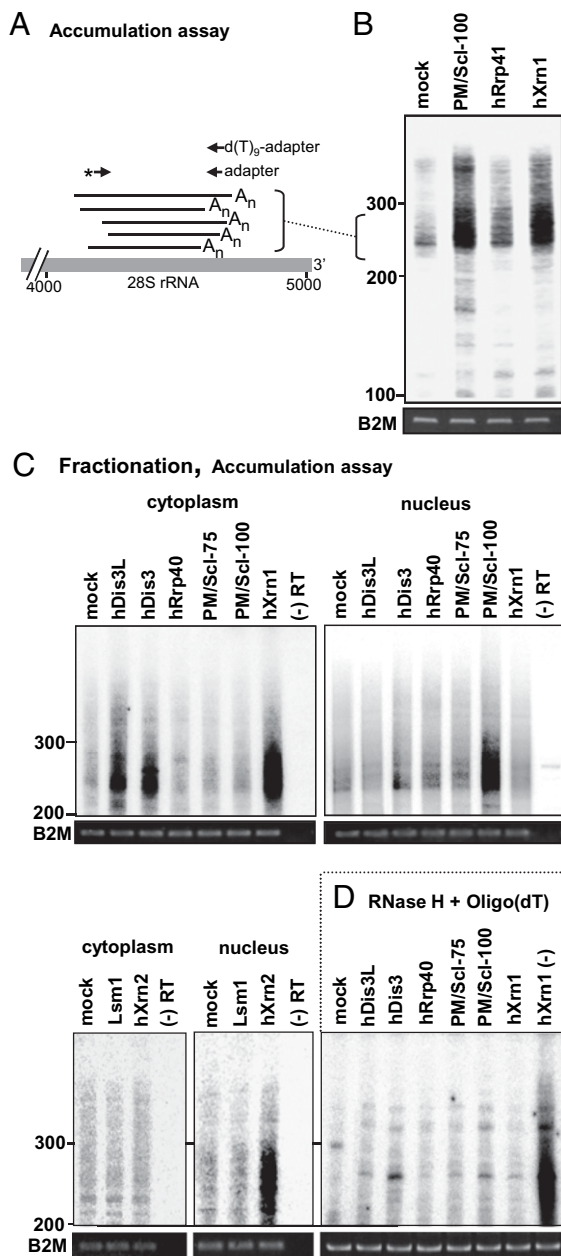 A Accumulation assay
d(T)9-adapter
* adapter
An
An
An
An
An
4000 28S rRNA 5000 3'
B
mock PM/Scl-100 hRrp41 hXrn1
300
200
100
B2M
C Fractionation, Accumulation assay
cytoplasm
mock hDis3L hDis3 hRrp40 PM/Scl-75 PM/Scl-100 hXrn1 (-) RT
nucleus
mock hDis3L hDis3 hRrp40 PM/Scl-75 PM/Scl-100 hXrn1 (-) RT
300
200
B2M
cytoplasm
mock Lsm1 hXrn2 (-) RT
nucleus
mock Lsm1 hXrn2 (-) RT
300
200
B2M
D RNase H + Oligo(dT)
mock hDis3L hDis3 hRrp40 PM/Scl-75 PM/Scl-100 hXrn1 hXrn1 (-)